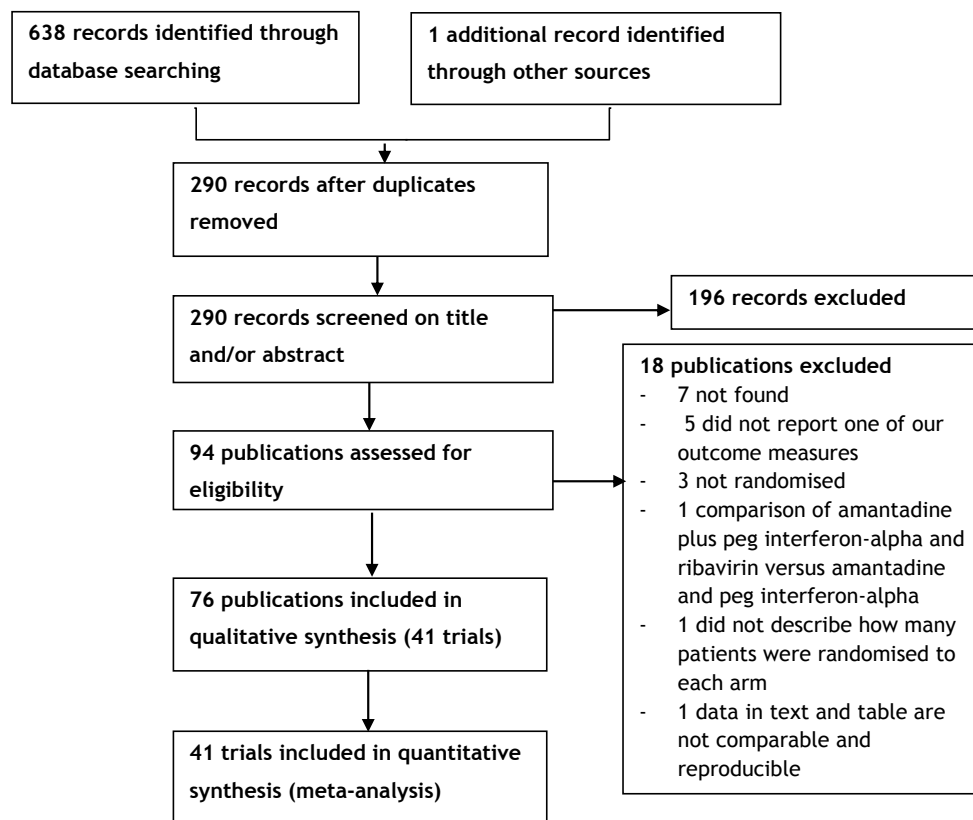 638 records identified through
database searching
1 additional record identified
through other sources
290 records after duplicates
removed
290 records screened on title
and/or abstract
196 records excluded
94 publications assessed for
eligibility
18 publications excluded
- 7 not found
- 5 did not report one of our
outcome measures
- 3 not randomised
- 1 comparison of amantadine
plus peg interferon-alpha and
ribavirin versus amantadine
and peg interferon-alpha
- 1 did not describe how many
patients were randomised to
each arm
- 1 data in text and table are
not comparable and
reproducible
76 publications included in
qualitative synthesis (41 trials)
41 trials included in quantitative
synthesis (meta-analysis)